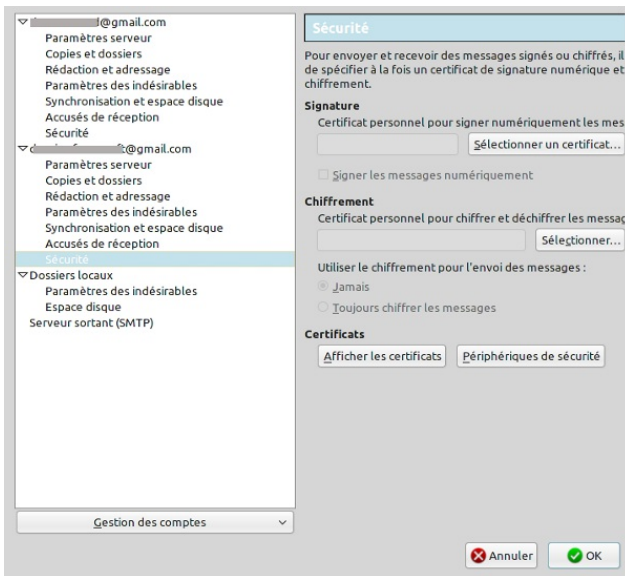 @gmail.com
Paramètres serveur
Copies et dossiers
Rédaction et adressage
Paramètres des indésirables
Synchronisation et espace disque
Accusés de réception
Sécurité
@gmail.com
Paramètres serveur
Copies et dossiers
Rédaction et adressage
Paramètres des indésirables
Synchronisation et espace disque
Accusés de réception
Sécurité
Dossiers locaux
Paramètres des indésirables
Espace disque
Serveur sortant (SMTP)
Gestion des comptes
Sécurité
Pour envoyer et recevoir des messages signés ou chiffrés, il
de spécifier à la fois un certificat de signature numérique et
chiffrement.
Signature
Certificat personnel pour signer numériquement les mes
Sélectionner un certificat...
Signer les messages numériquement
Chiffrement
Certificat personnel pour chiffrer et déchiffrer les messag
Sélectionner...
Utiliser le chiffrement pour l'envoi des messages :
Jamais
Toujours chiffrer les messages
Certificats
Afficher les certificats
Périphériques de sécurité
Annuler
OK